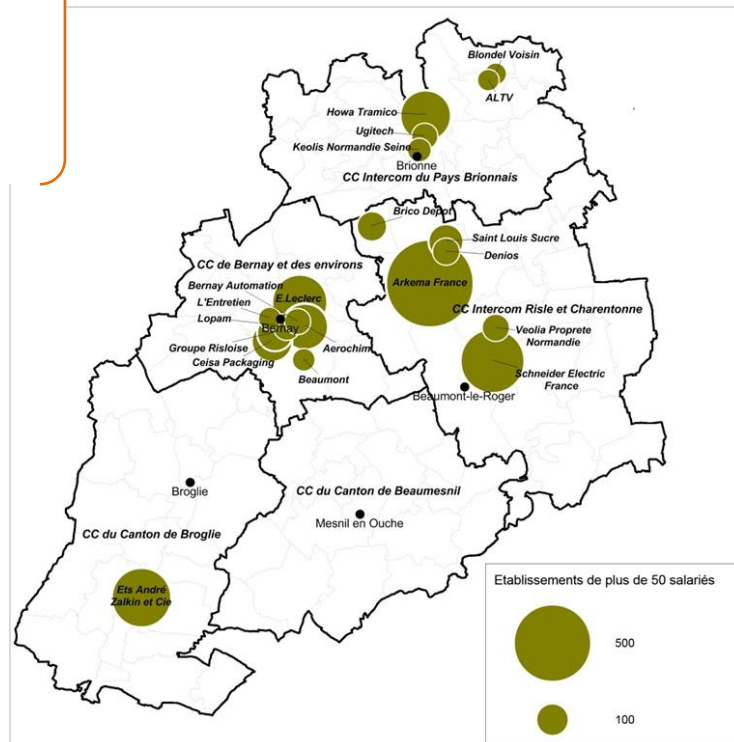 Blondel Voisin
ALTV
Howa Tramico
Ugitech
Keolis Normandie Seine
Brionne
CC Intercom du Pays Brionnais
Brico Depot
Saint Louis Sucre
Denios
CC de Bernay et des environs
Bernay Automation
E.Leclerc
Arkema France
L'Entretien
CC Intercom Risle et Charentonne
Lopam
Bernay
Veolia Proprete
Normandie
Groupe Risloise
Aerochim
Ceisa Packaging
Beaumont
Schneider Electric
France
Beaumont-le-Roger
Broglie
CC du Canton de Beaumesnil
Mesnil en Ouche
CC du Canton de Broglie
Ets André
Zalkin et Cie
Etablissements de plus de 50 salariés
500
100